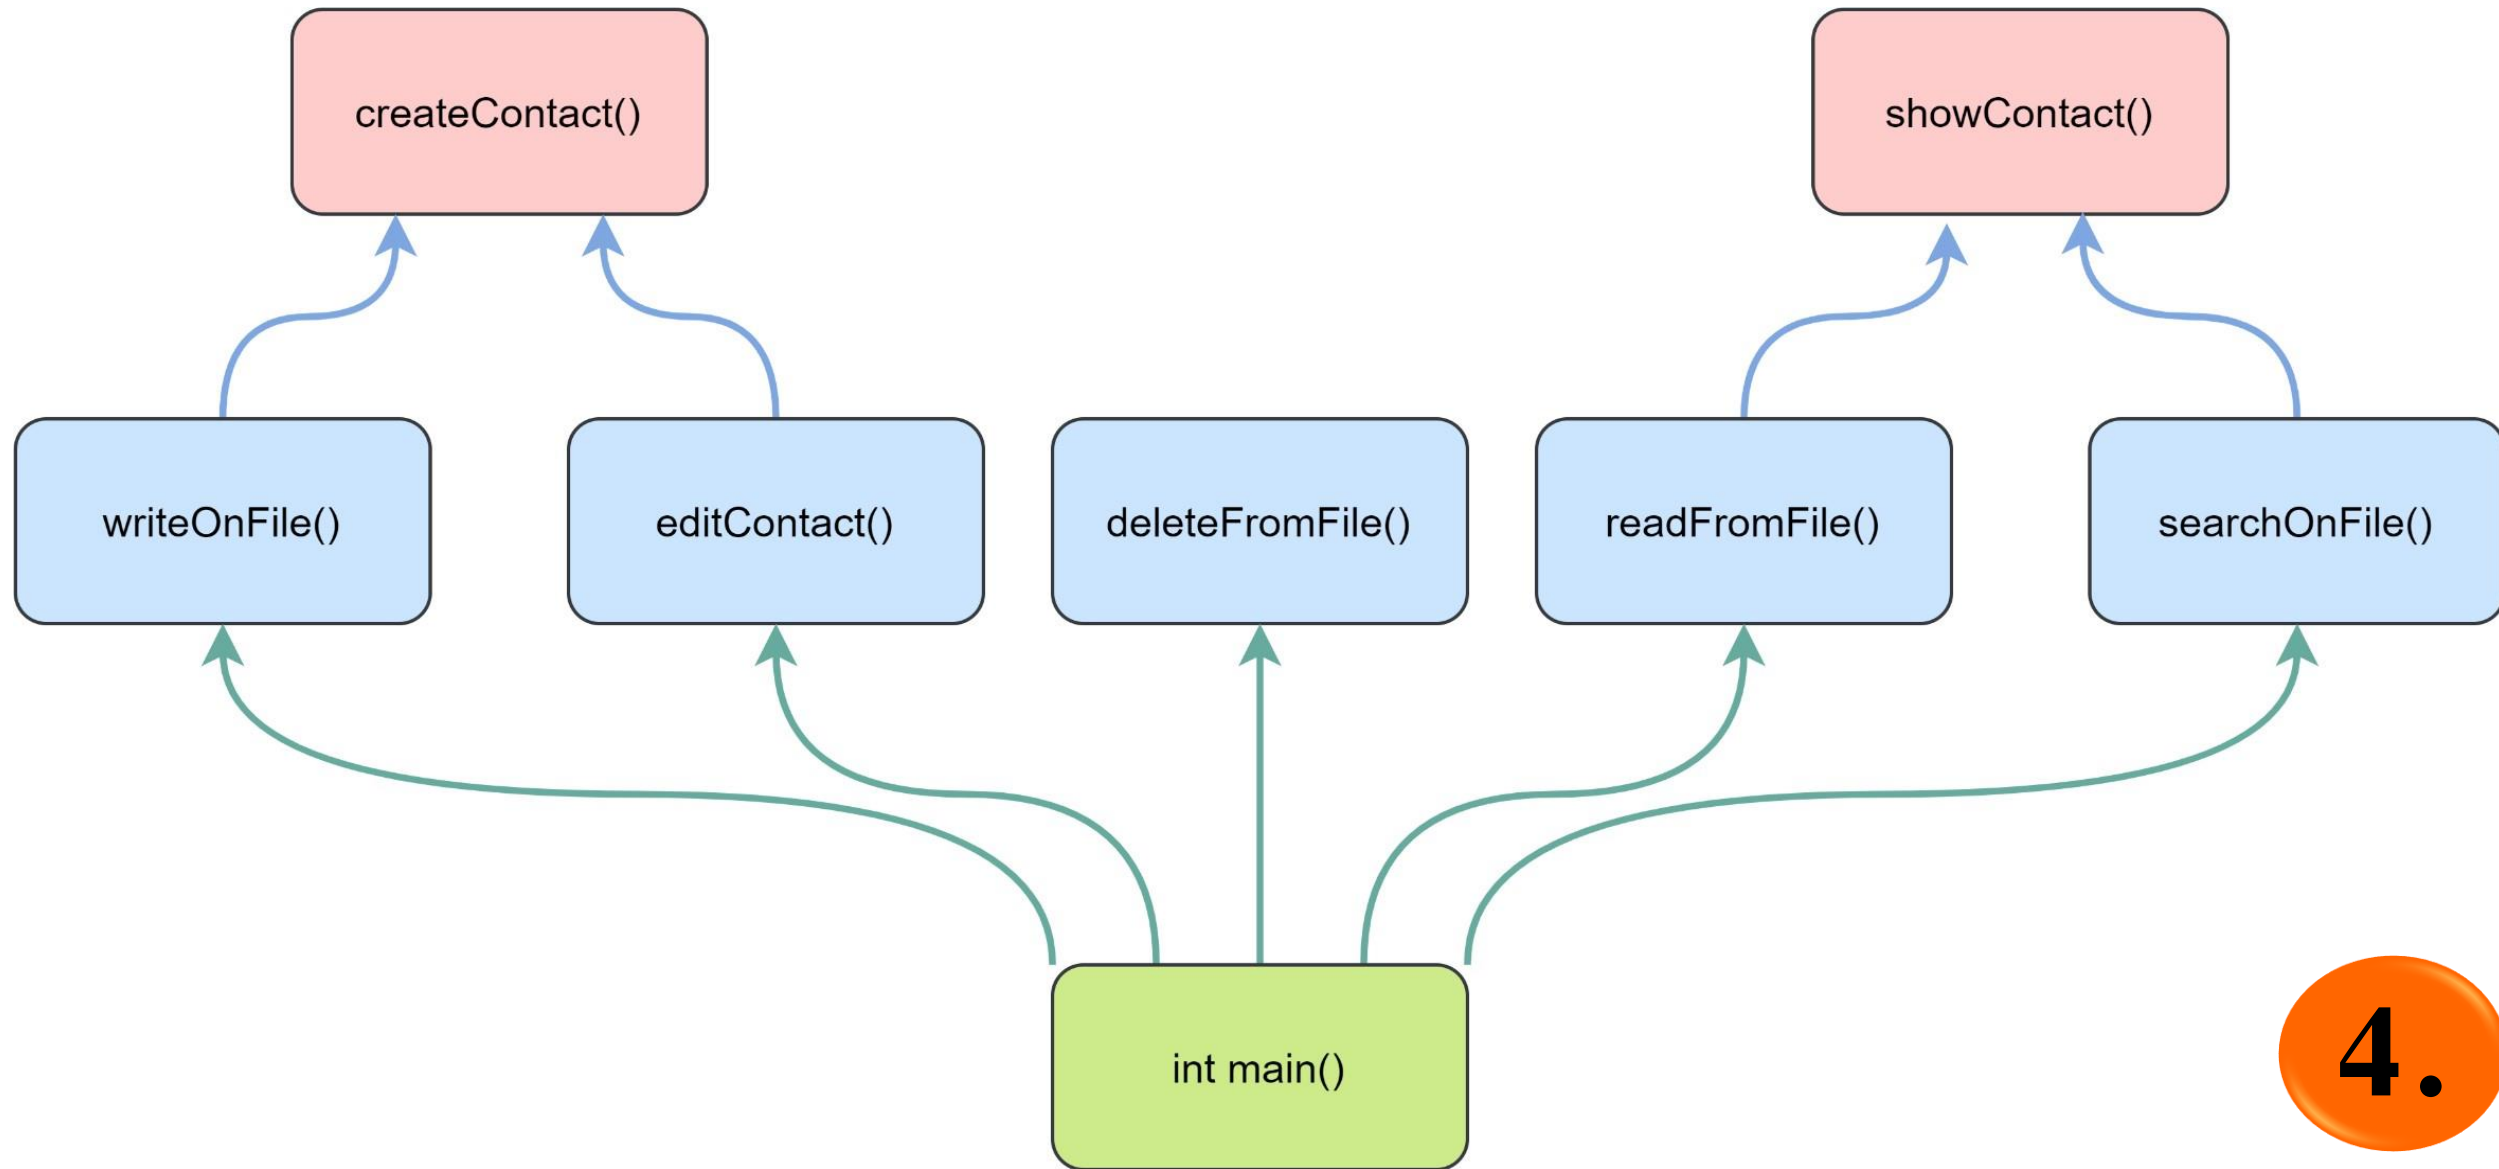 createContact()
showContact()
writeOnFile()
editContact()
deleteFromFile()
readFromFile()
searchOnFile()
int main()
4.